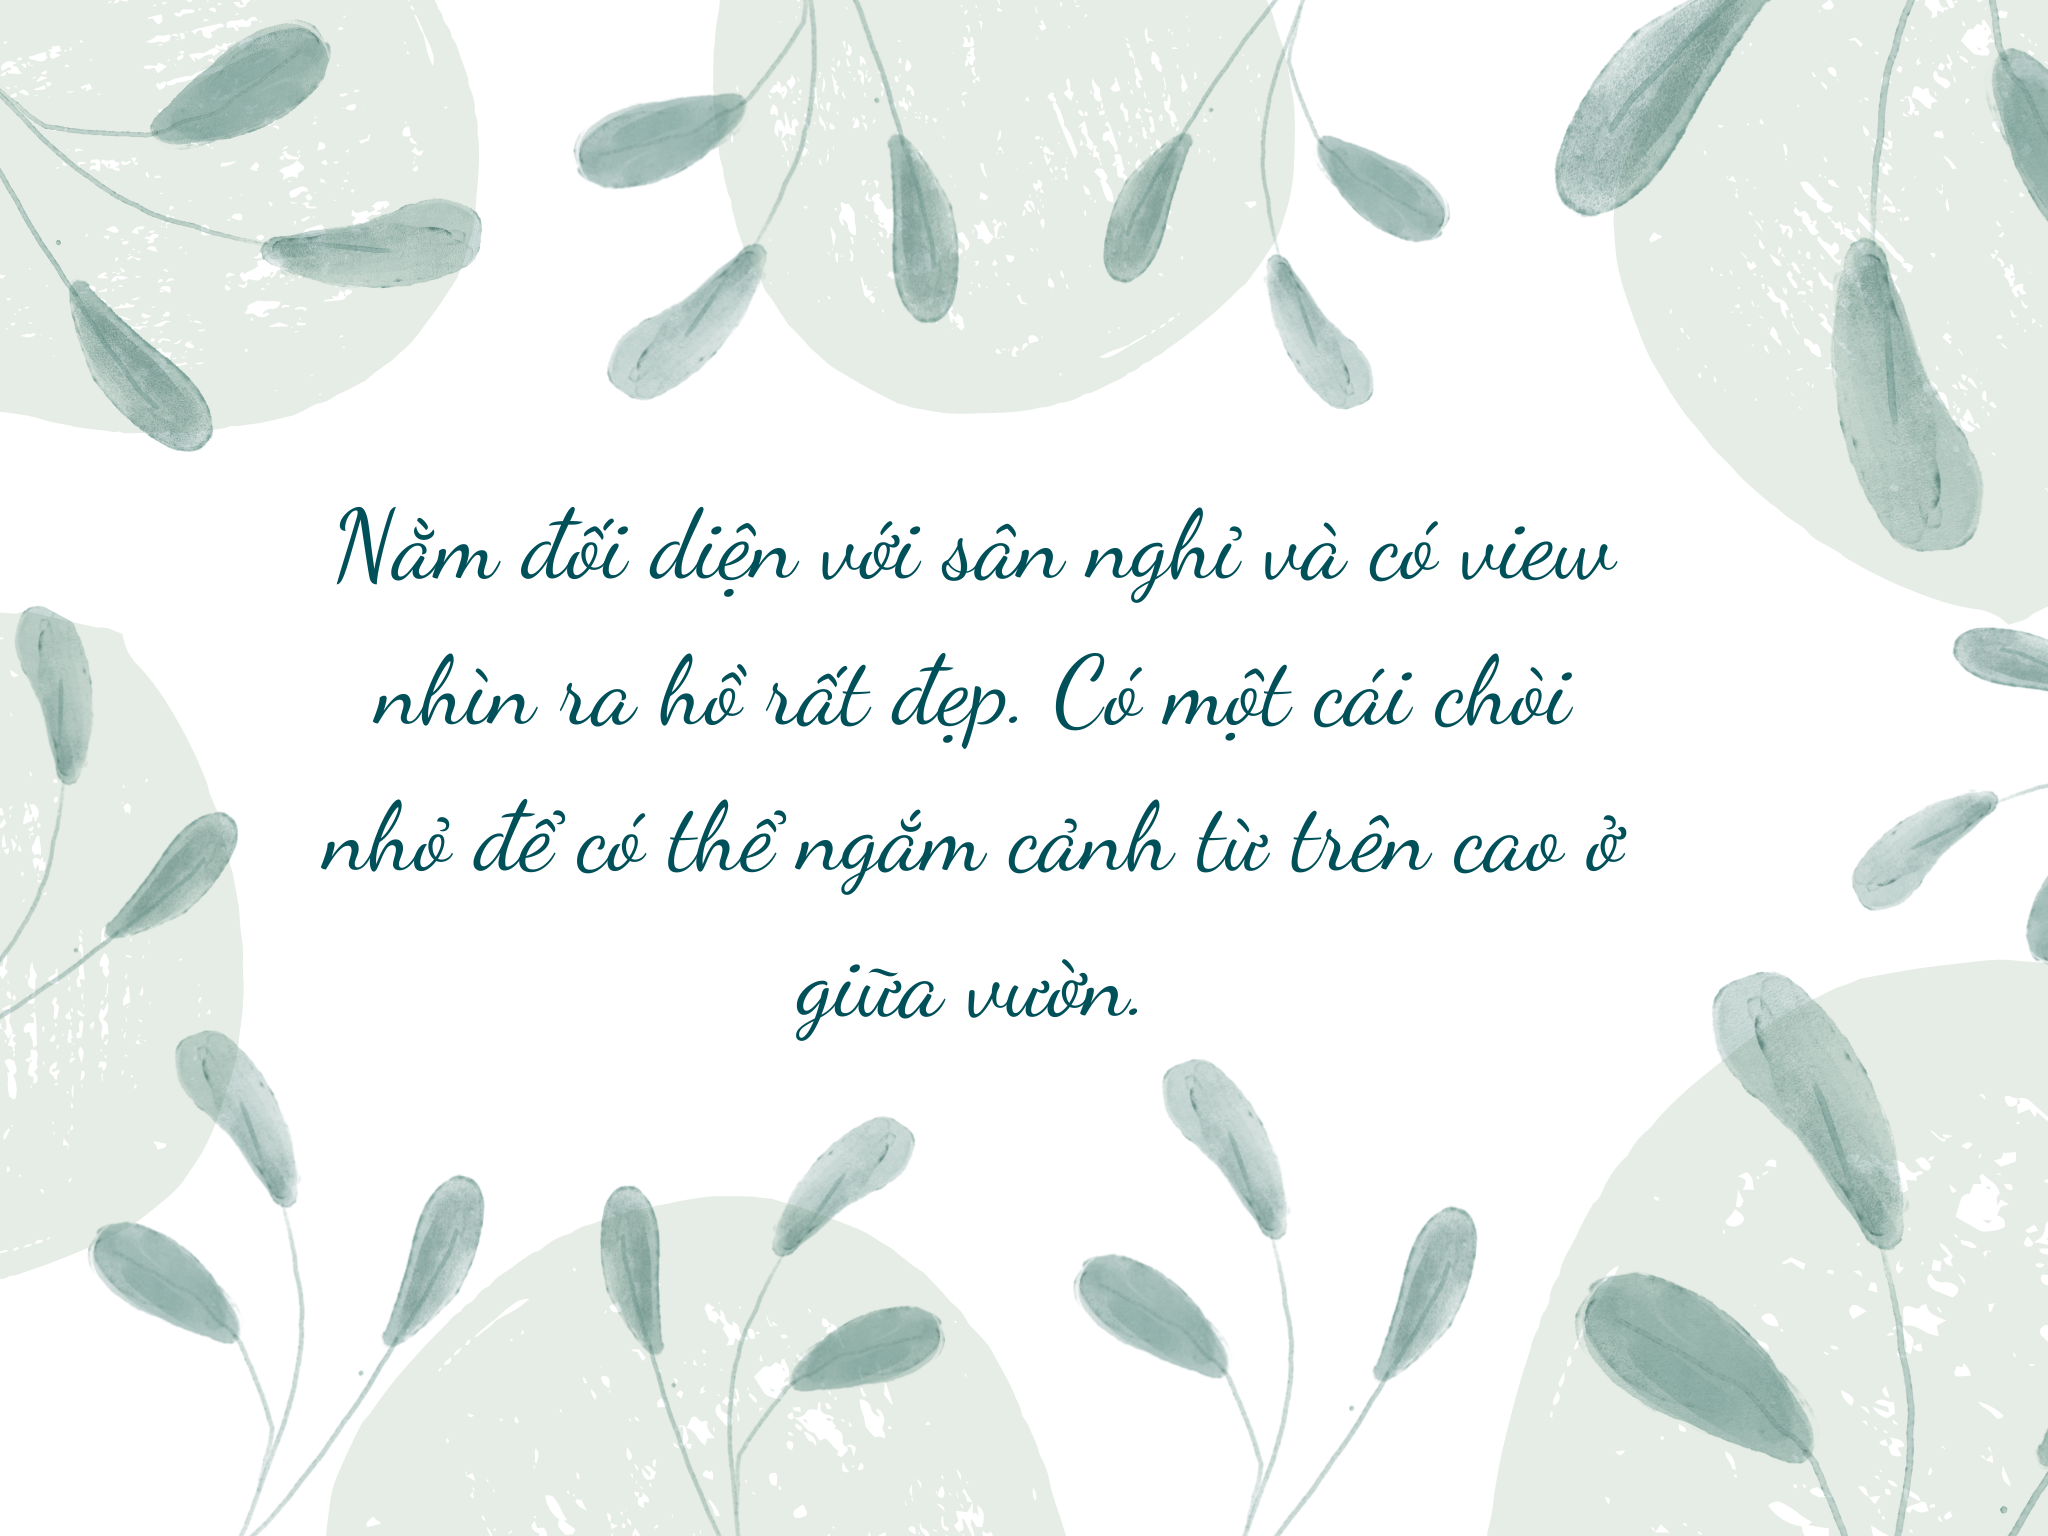 Nằm đối diện với sân nghỉ và có view
nhìn ra hồ rất đẹp. Có một cái chòi
nhỏ để có thể ngắm cảnh từ trên cao ở
giữa vườn.